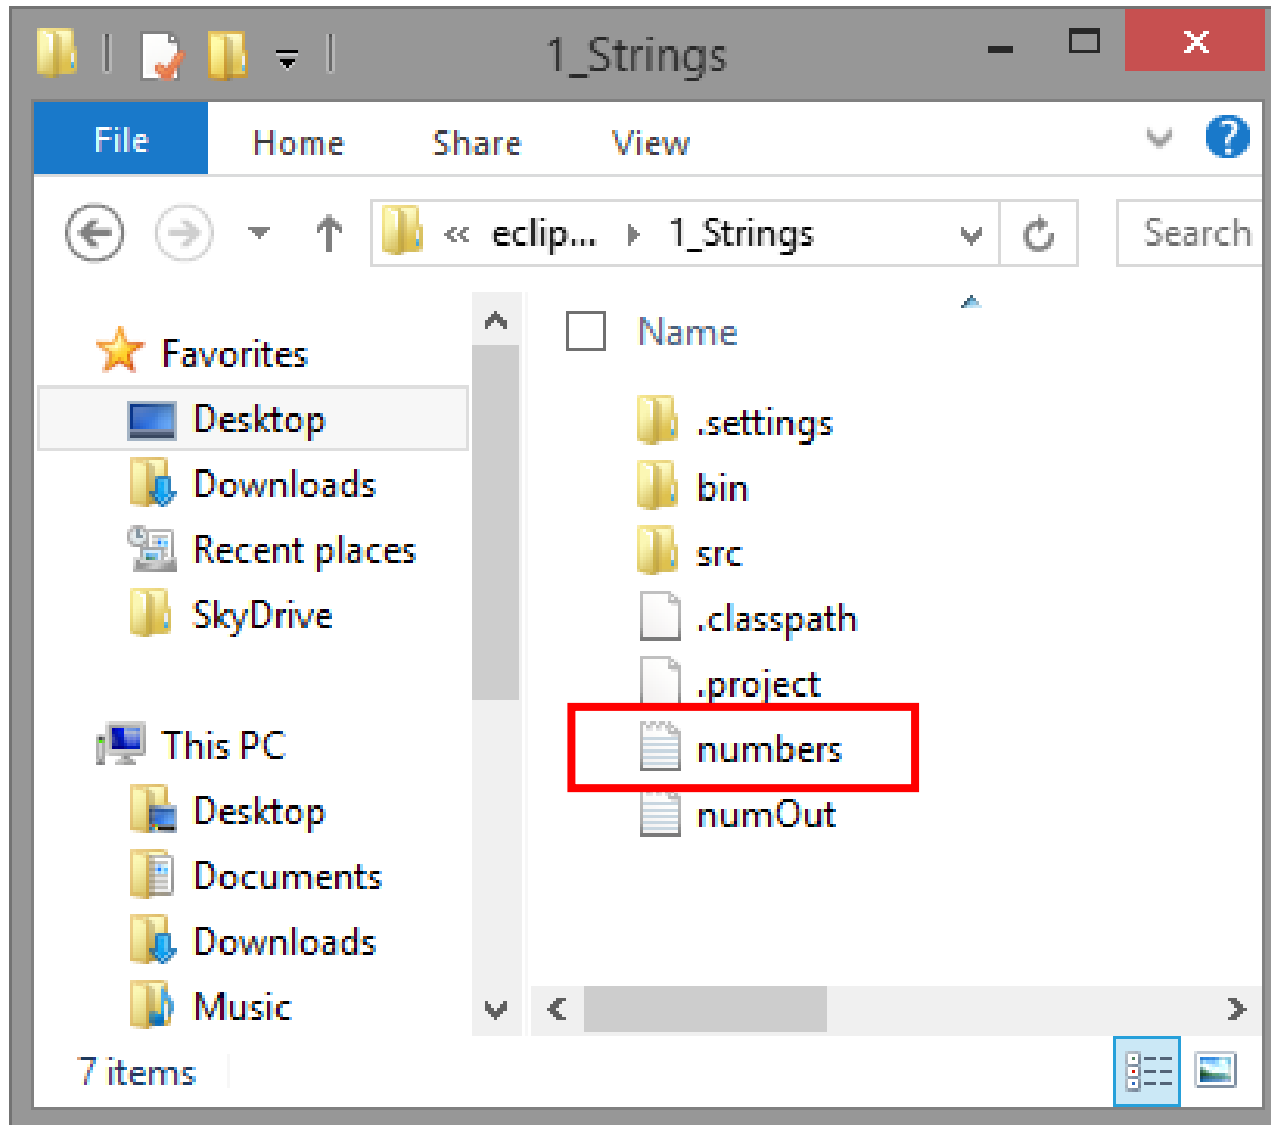 1_Strings
File Home Share View
« eclip... 1_Strings Search
Name
Favorites
Desktop
Downloads
Recent places
SkyDrive
This PC
Desktop
Documents
Downloads
Music
.settings
bin
src
.classpath
.project
numbers
numOut
7 items